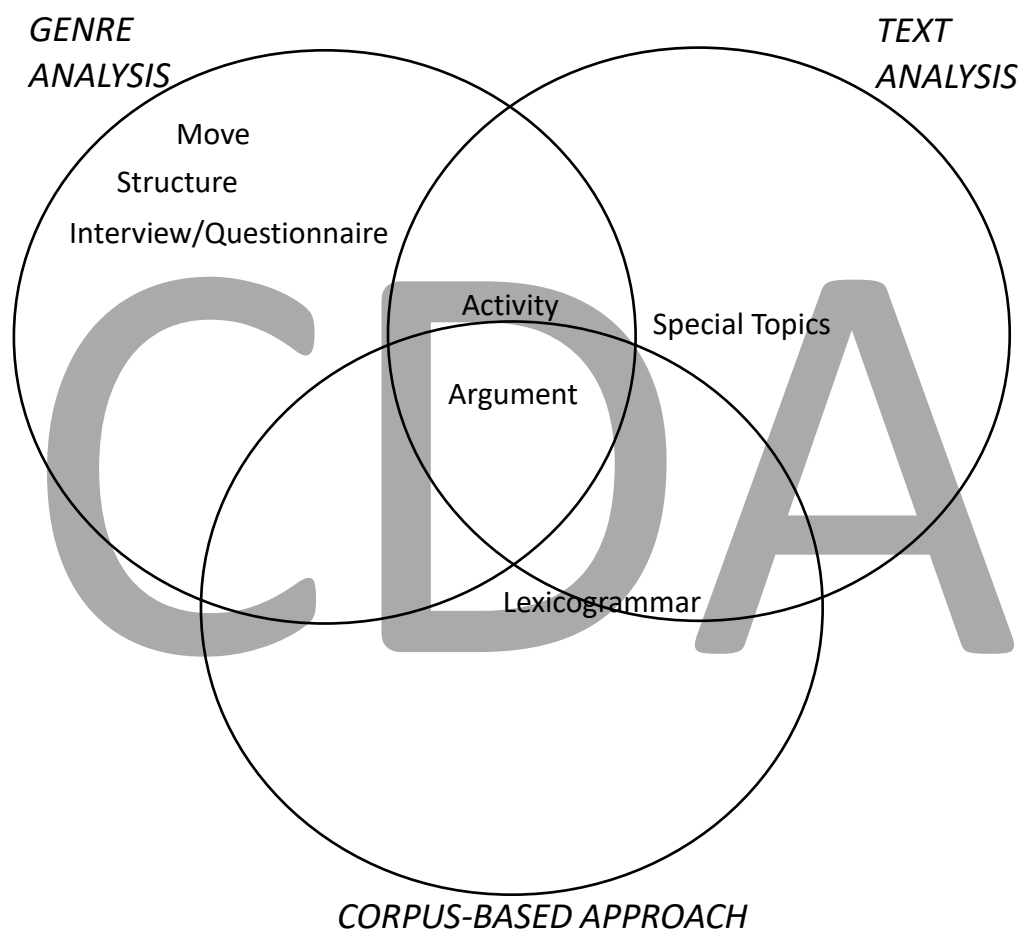 GENRE
ANALYSIS
TEXT
ANALYSIS
Move
Structure
Interview/Questionnaire
Activity
Special Topics
Argument
CDA
Lexicogrammar
CORPUS-BASED APPROACH